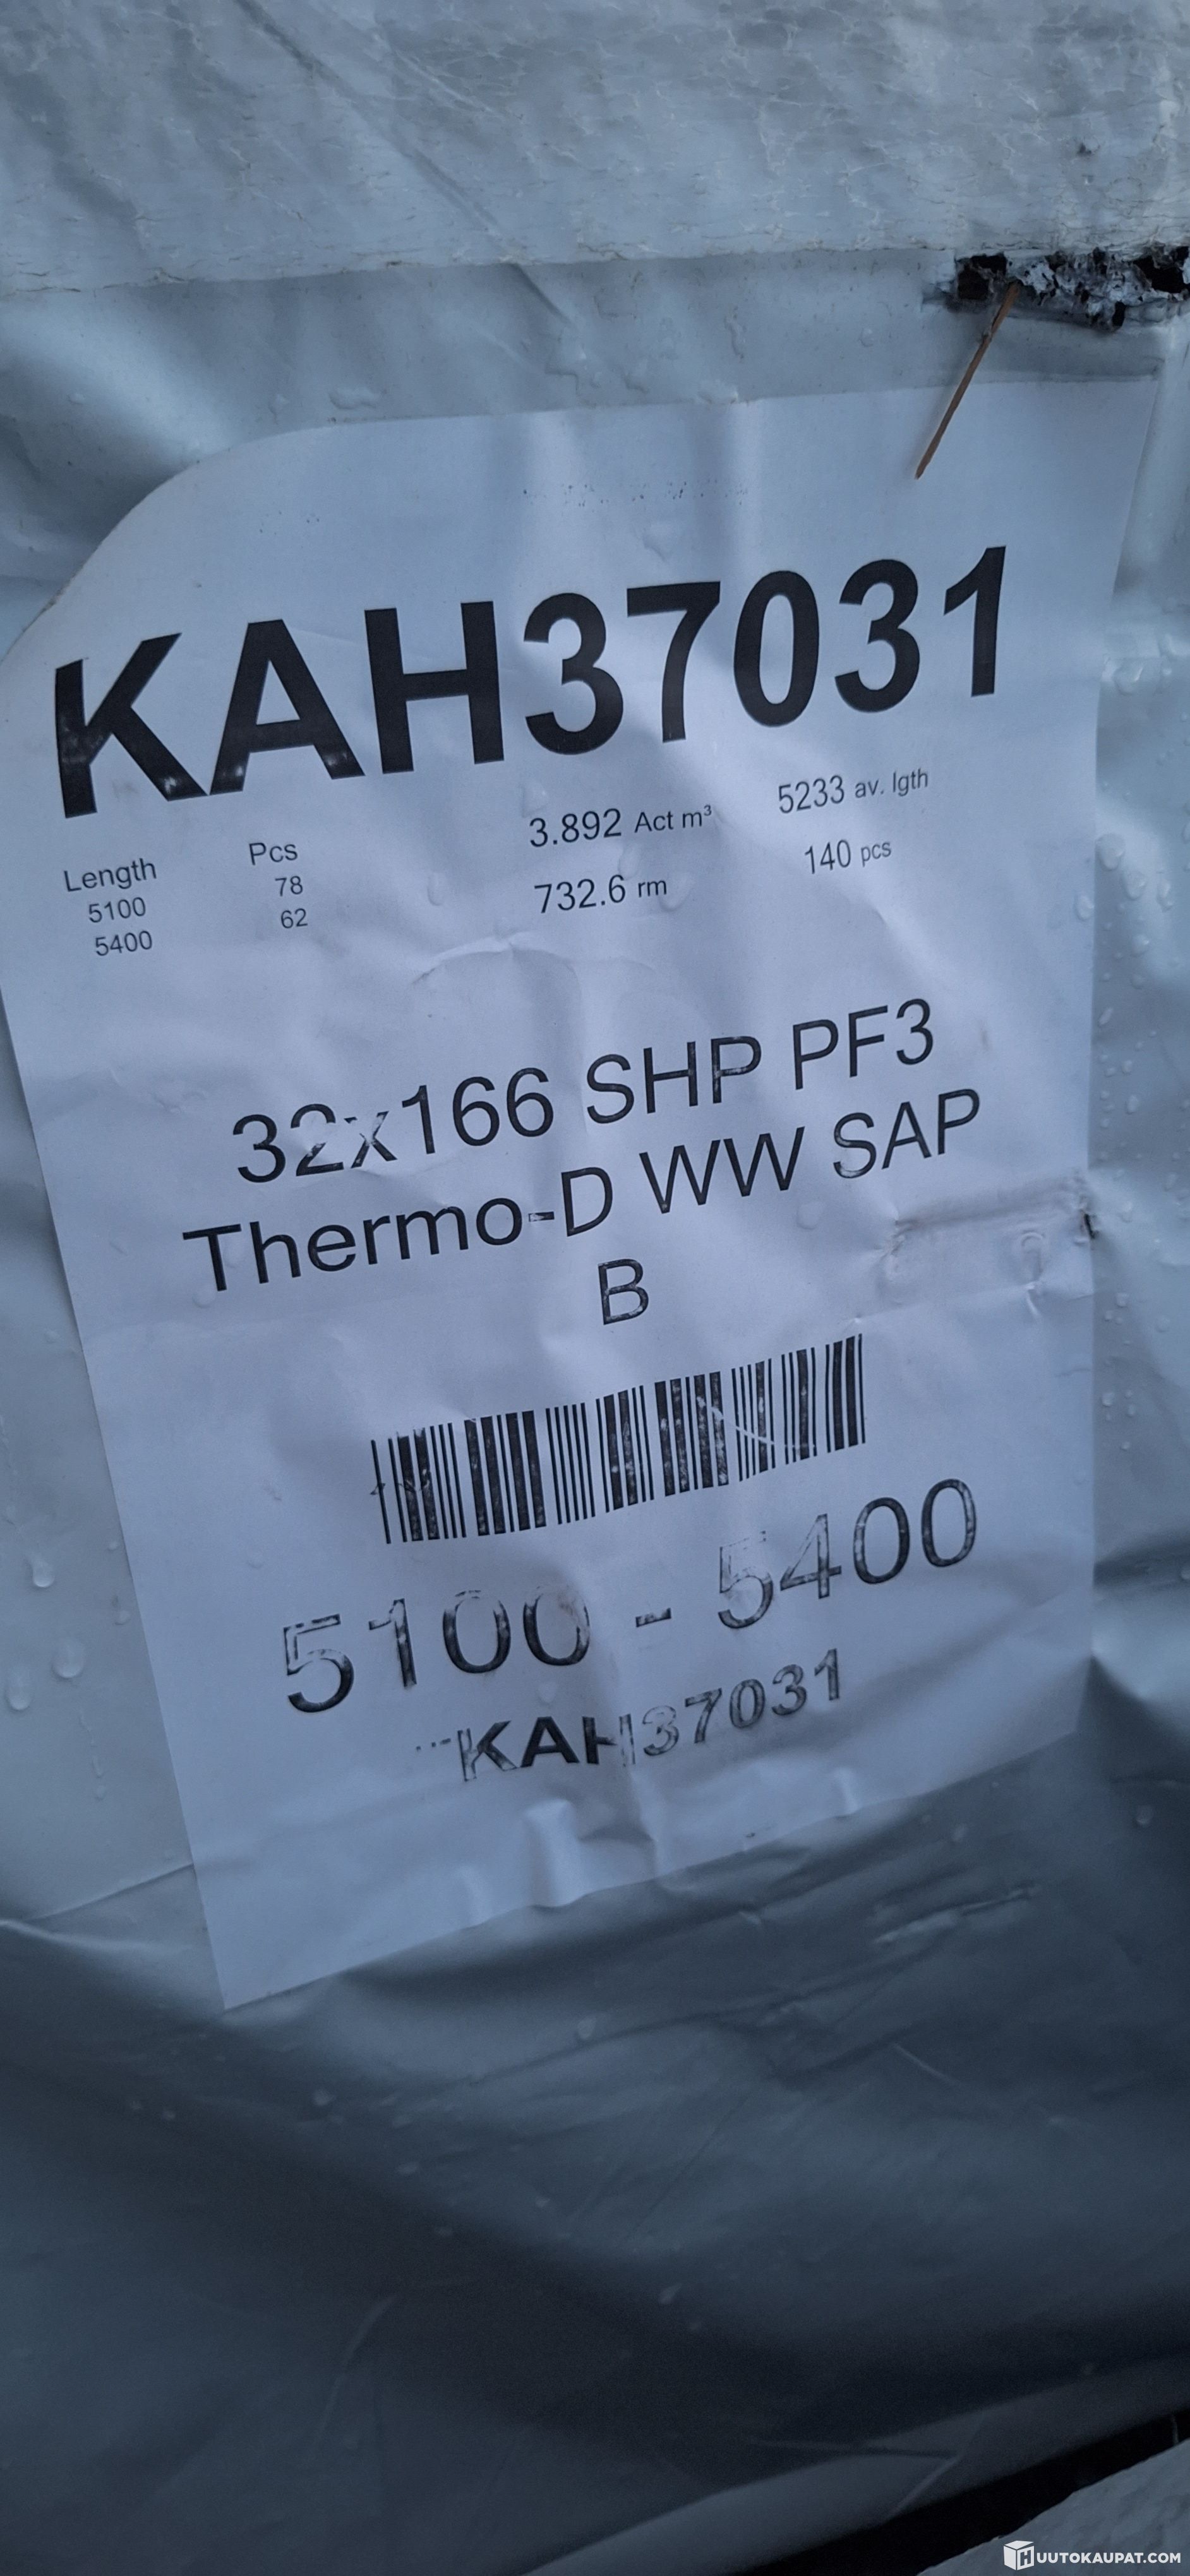 KAH37031
Length Pcs 3.892 Act m³ 5233 av. lgth
5100 78 732.6 rm 140 pcs
5400 62
32x166 SHP PF3
Thermo-D WW SAP
B
5100 - 5400
KAH37031
HUUTOKAUPAT.COM